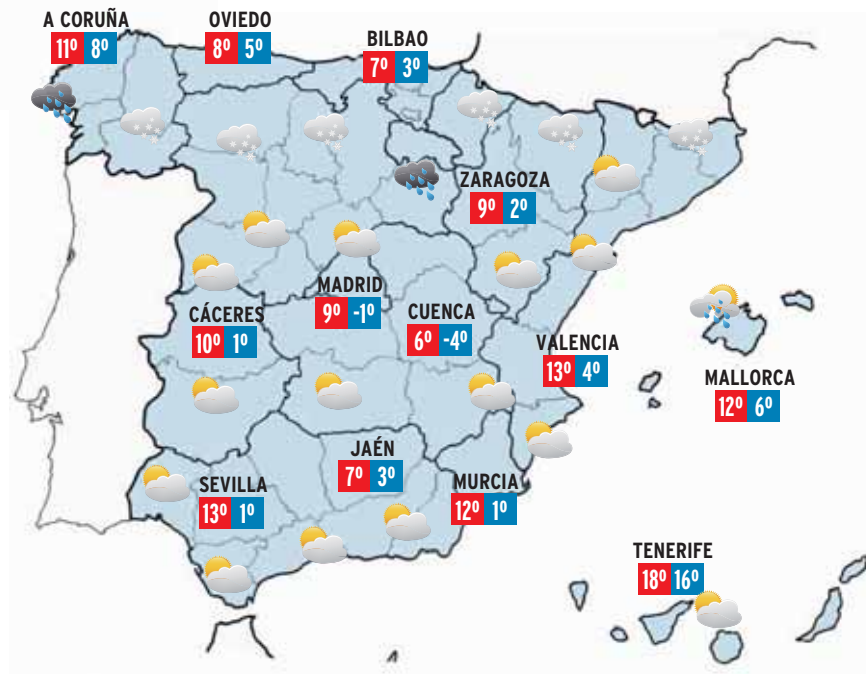 A CORUÑA
11º 8º
OVIEDO
8º 5º
BILBAO
7º 3º
ZARAGOZA
9º 2º
MADRID
9º -1º
CUENCA
6º -4º
CÁCERES
10º 1º
VALENCIA
13º 4º
MALLORCA
12º 6º
JAÉN
7º 3º
SEVILLA
13º 1º
MURCIA
12º 1º
TENERIFE
18º 16º